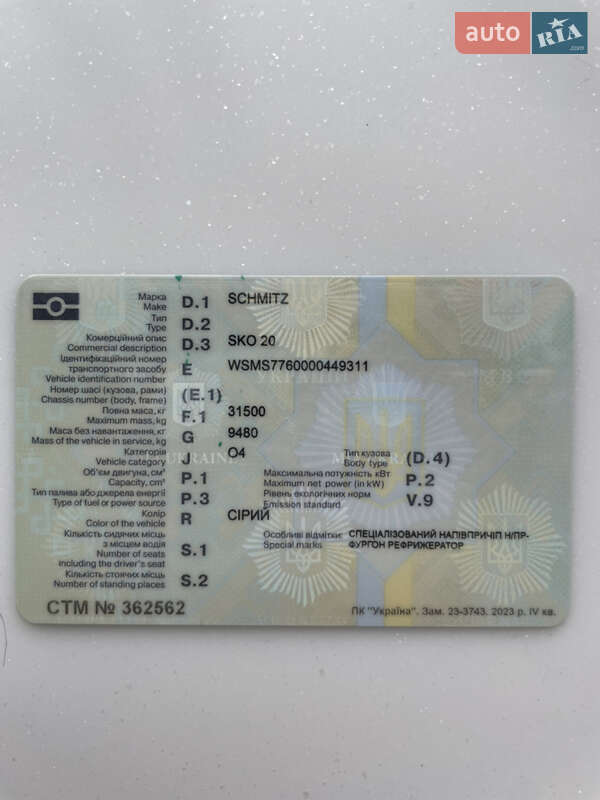 auto RIA.com
Марка
Make D.1 SCHMITZ
Тип
Type D.2
Комерційний опис
Commercial description D.3 SKO 20
Ідентифікаційний номер
транспортного засобу
Vehicle identification number E WSMS7760000449311
Номер шасі (кузова, рами)
Chassis number (body, frame) (E.1)
Повна маса, кг
Maximum mass, kg F.1 31500
Маса без навантаження, кг
Mass of the vehicle in service, kg G 9480
Категорія
Vehicle category J O4
Об'єм двигуна, см³
Capacity, cm³ P.1
Тип палива або джерела енергії
Type of fuel or power source P.3
Колір
Color of the vehicle R СІРИЙ
Кількість сидячих місць
з місцем водія
Number of seats
including the driver's seat S.1
Кількість стоячих місць
Number of standing places S.2
Тип кузова
Body type (D.4)
Максимальна потужність кВт
Maximum net power (in kW) P.2
Рівень екологічних норм
Emission standard V.9
Особливі відмітки:
Special marks
СПЕЦІАЛІЗОВАНИЙ НАПІВПРИЧІП Н/ПР-
ФУРГОН РЕФРИЖЕРАТОР
УКРАЇНА
UKRAINE
СТМ № 362562
ПК "Україна". Зам. 23-3743. 2023 р. IV кв.